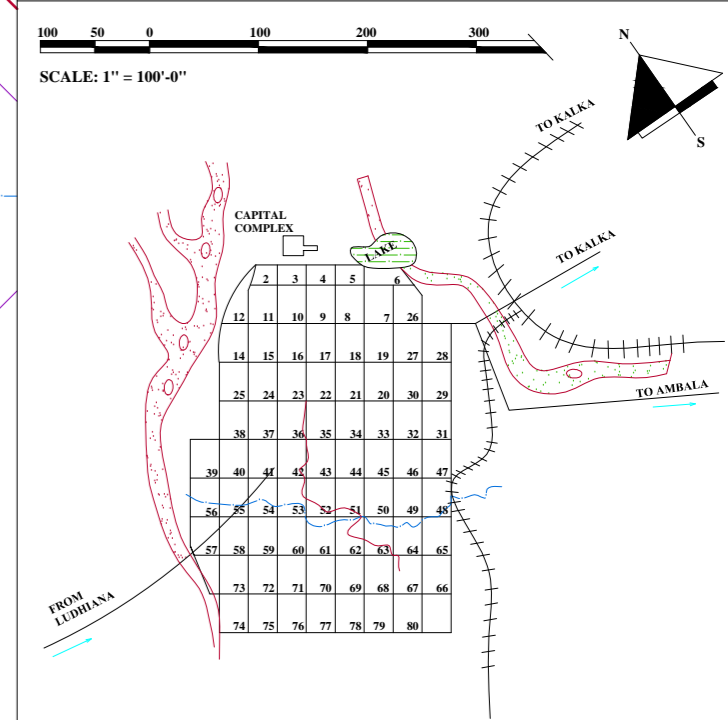 100 50 0 100 200 300
SCALE: 1" = 100'-0"
N
S
TO KALKA
CAPITAL
COMPLEX
LAKE
TO KALKA
2 3 4 5 6
12 11 10 9 8 7 26
14 15 16 17 18 19 27 28
25 24 23 22 21 20 30 29
TO AMBALA
38 37 36 35 34 33 32 31
39 40 41 42 43 44 45 46 47
56 55 54 53 52 51 50 49 48
57 58 59 60 61 62 63 64 65
73 72 71 70 69 68 67 66
FROM
LUDHIANA
74 75 76 77 78 79 80